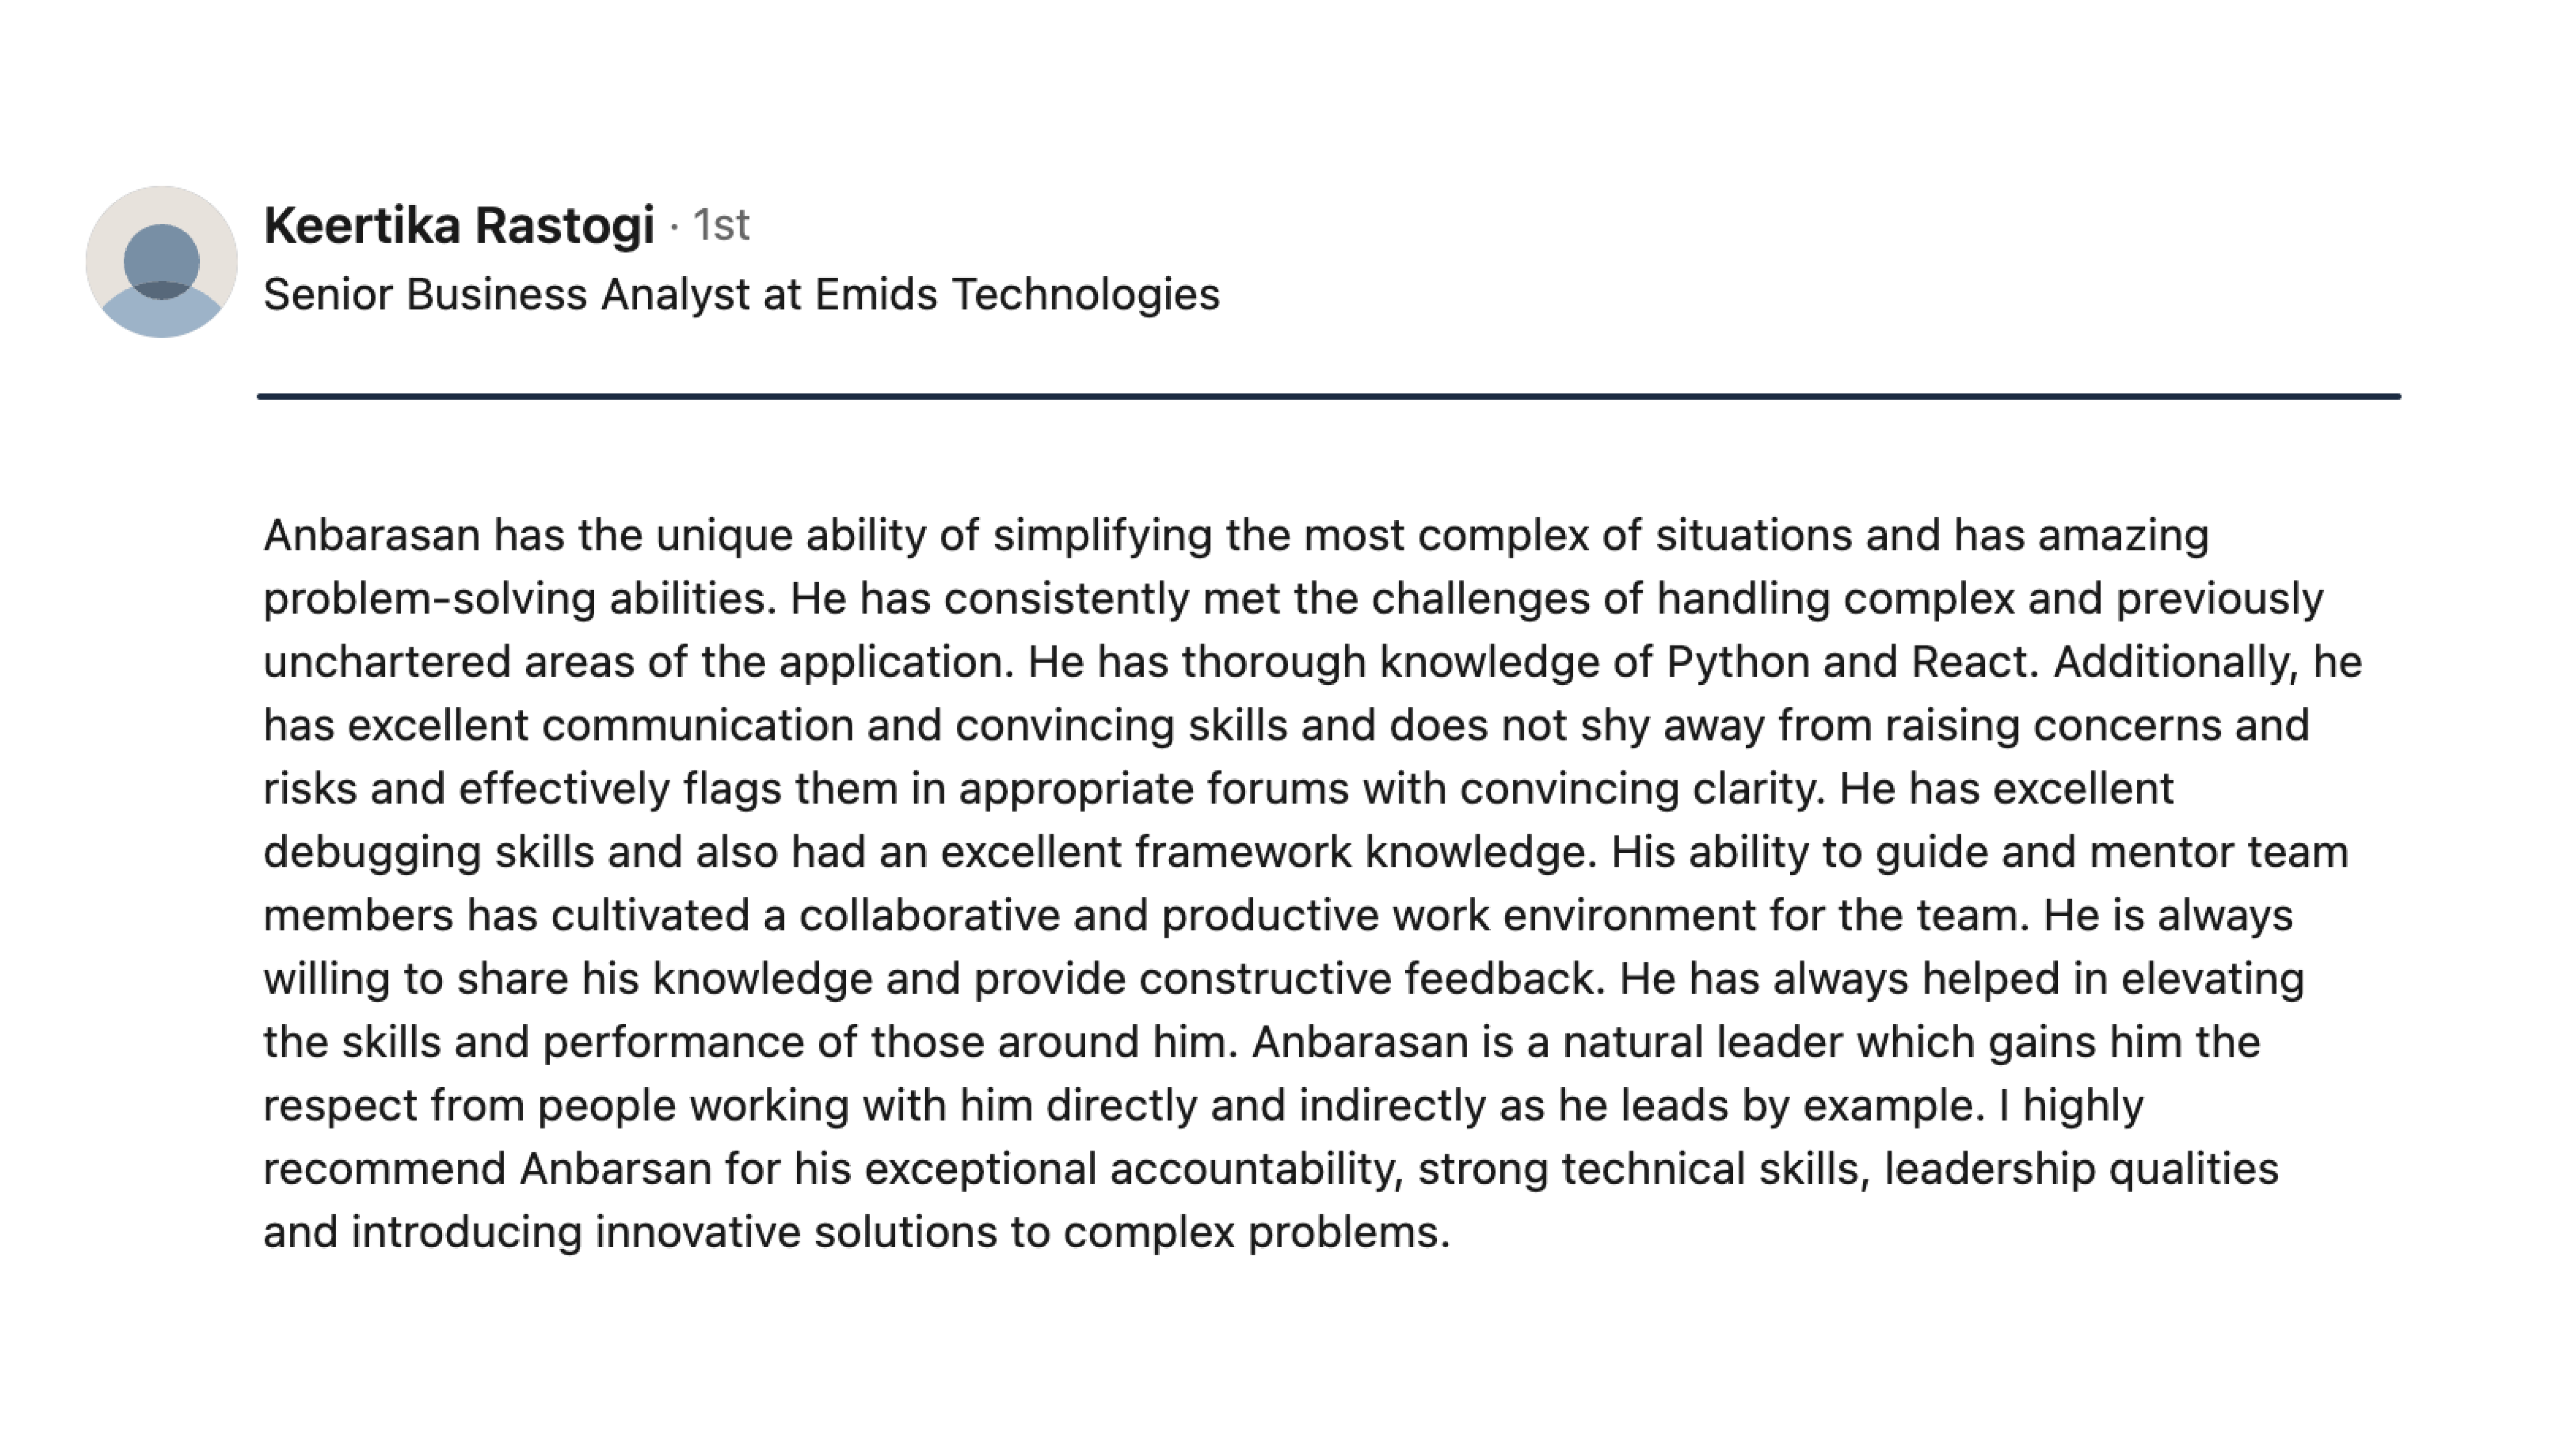 Keertika Rastogi · 1st
Senior Business Analyst at Emids Technologies
Anbarasan has the unique ability of simplifying the most complex of situations and has amazing
problem-solving abilities. He has consistently met the challenges of handling complex and previously
unchartered areas of the application. He has thorough knowledge of Python and React. Additionally, he
has excellent communication and convincing skills and does not shy away from raising concerns and
risks and effectively flags them in appropriate forums with convincing clarity. He has excellent
debugging skills and also had an excellent framework knowledge. His ability to guide and mentor team
members has cultivated a collaborative and productive work environment for the team. He is always
willing to share his knowledge and provide constructive feedback. He has always helped in elevating
the skills and performance of those around him. Anbarasan is a natural leader which gains him the
respect from people working with him directly and indirectly as he leads by example. I highly
recommend Anbarsan for his exceptional accountability, strong technical skills, leadership qualities
and introducing innovative solutions to complex problems.